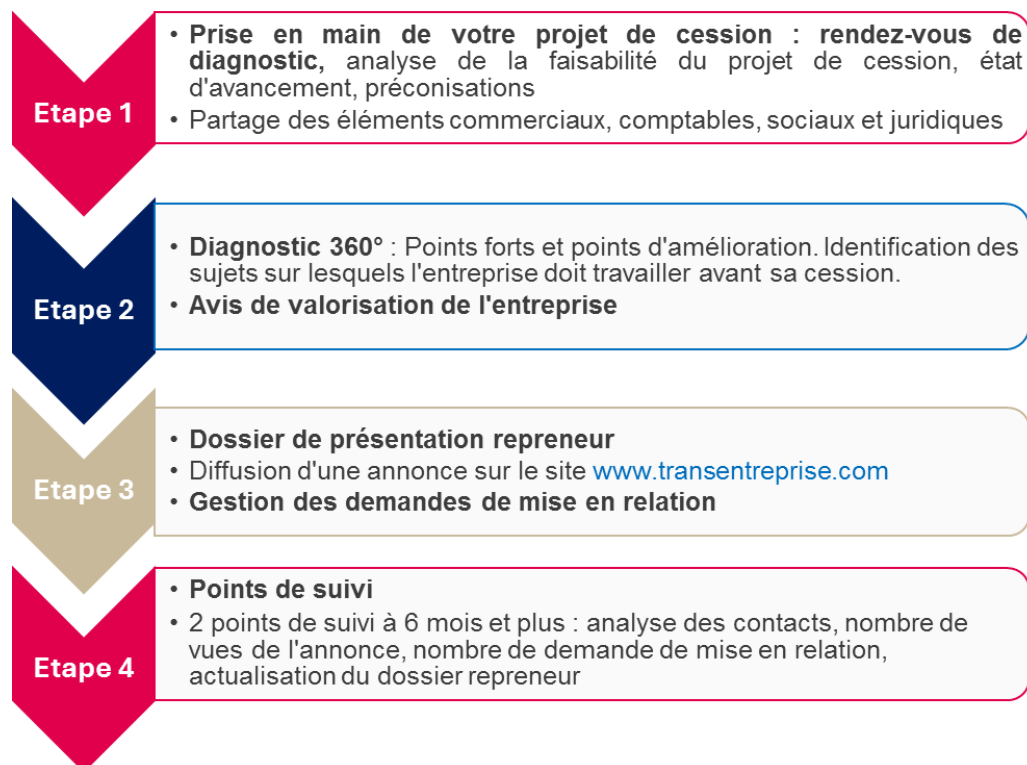 Etape 1
• Prise en main de votre projet de cession : rendez-vous de
diagnostic, analyse de la faisabilité du projet de cession, état
d'avancement, préconisations
• Partage des éléments commerciaux, comptables, sociaux et juridiques
Etape 2
• Diagnostic 360° : Points forts et points d'amélioration. Identification des
sujets sur lesquels l'entreprise doit travailler avant sa cession.
• Avis de valorisation de l'entreprise
Etape 3
• Dossier de présentation repreneur
• Diffusion d'une annonce sur le site www.transentreprise.com
• Gestion des demandes de mise en relation
Etape 4
• Points de suivi
• 2 points de suivi à 6 mois et plus : analyse des contacts, nombre de
vues de l'annonce, nombre de demande de mise en relation,
actualisation du dossier repreneur